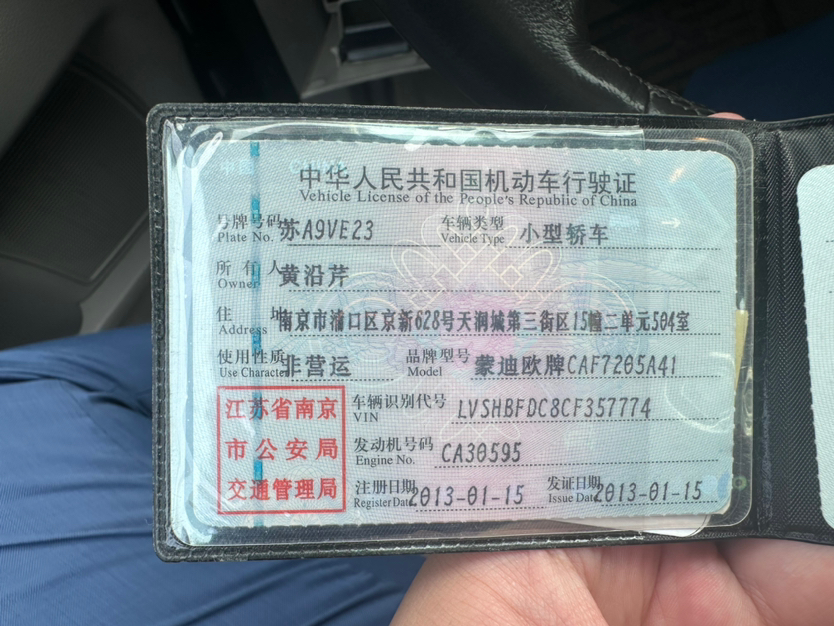 中华人民共和国机动车行驶证
Vehicle License of the People's Republic of China
号牌号码 苏A9VE23 车辆类型 小型轿车
Plate No. Vehicle Type
所有人 黄沿芹
Owner
住址 南京市浦口区京新628号天润城第三街区15幢二单元504室
Address
使用性质 非营运 品牌型号 蒙迪欧牌CAF7205A41
Use Character Model
江苏省南京
市公安局
交通管理局
车辆识别代号 LVSHBFDC8CF357774
VIN
发动机号码 CA30595
Engine No.
注册日期 2013-01-15 发证日期 2013-01-15
Register Date Issue Date